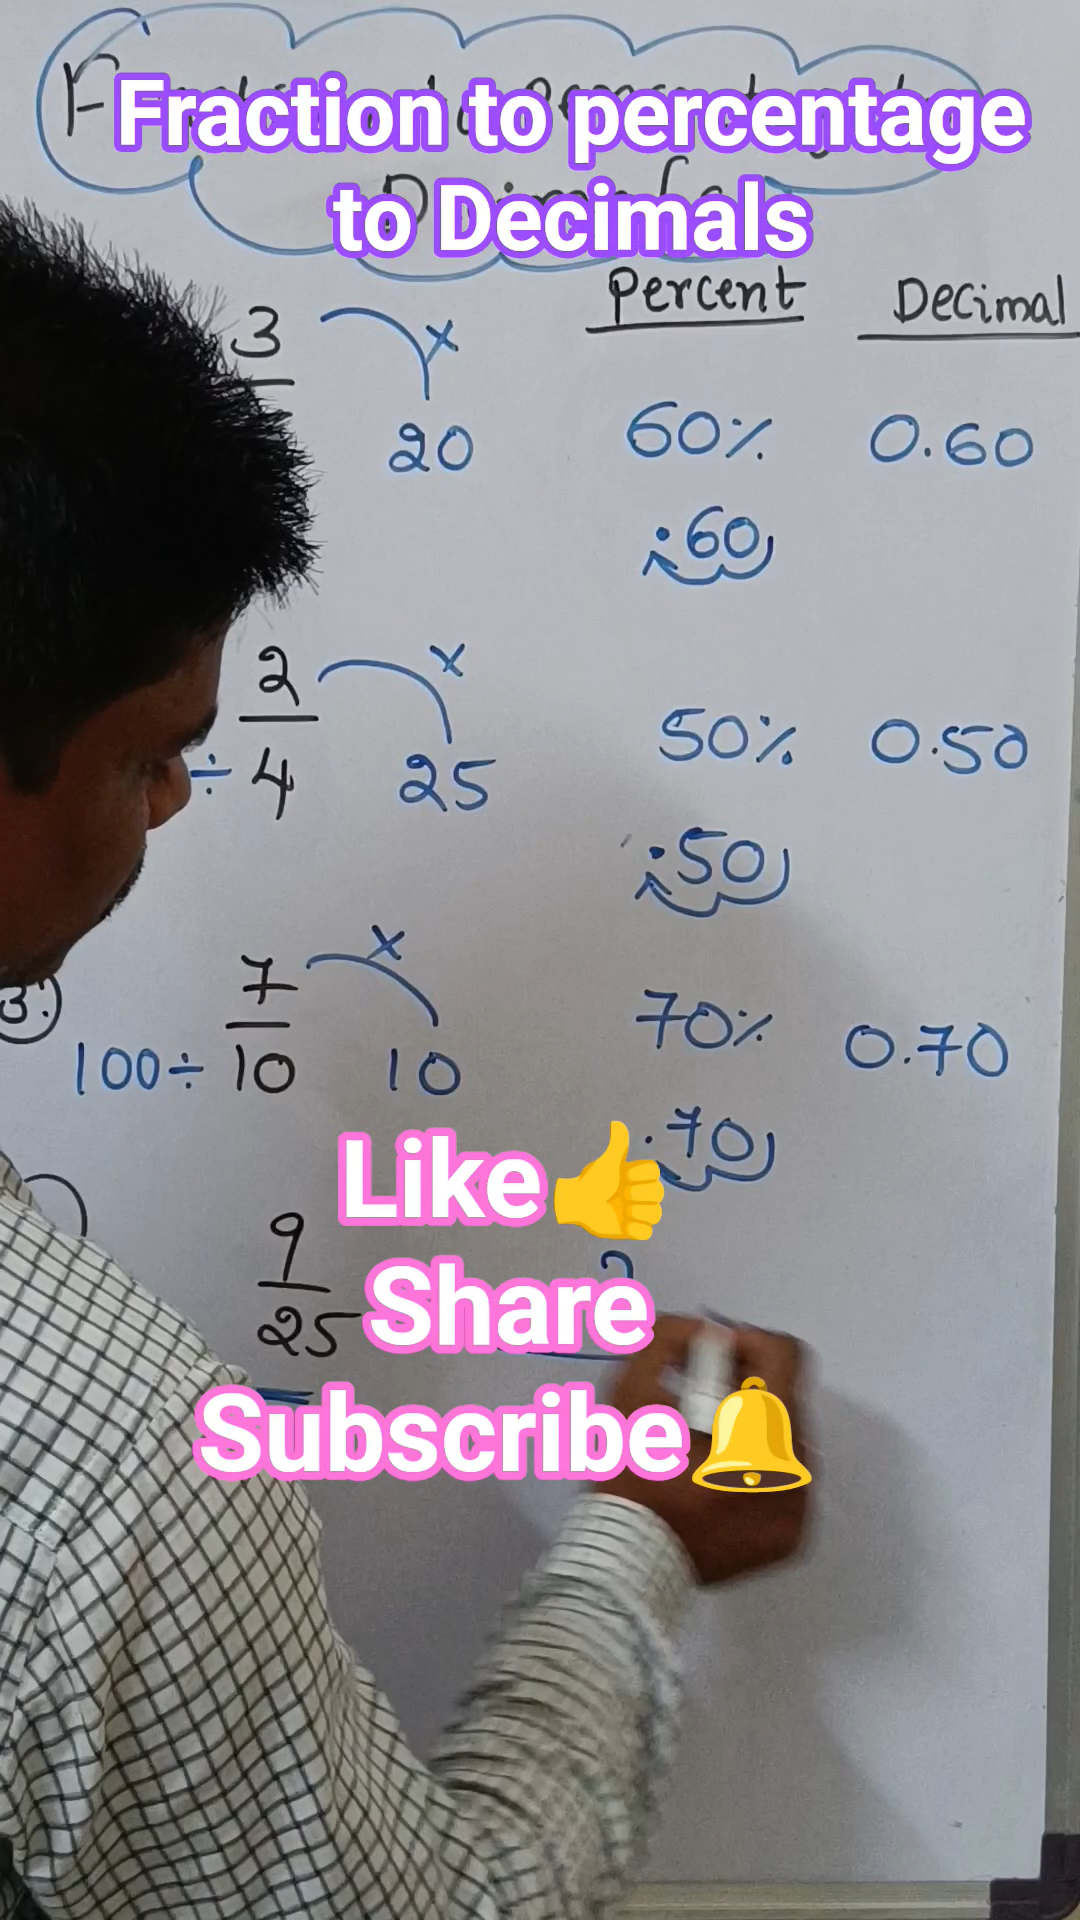 Fraction to percentage
to Decimals
Percent Decimal
3 ×
20 60% 0.60
.60
2 ×
÷ 4 25 50% 0.50
.50
3. 7 ×
100÷ 10 10 70% 0.70
.70
Like👍
9
25
Share
Subscribe🔔